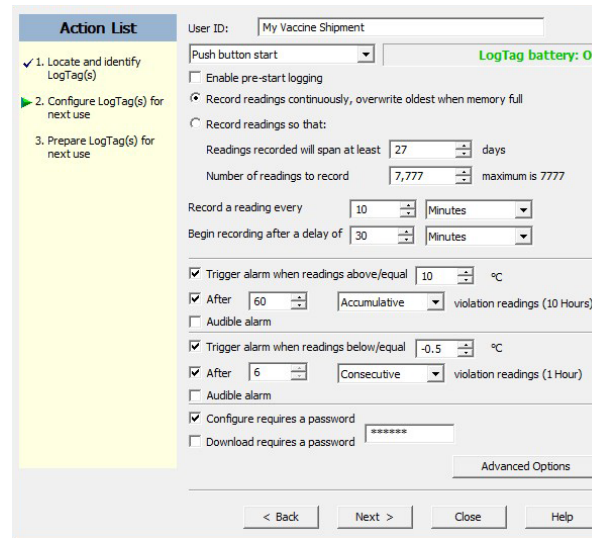 Action List
1. Locate and identify
LogTag(s)
2. Configure LogTag(s) for
next use
3. Prepare LogTag(s) for
next use
User ID: My Vaccine Shipment
Push button start LogTag battery: O
Enable pre-start logging
Record readings continuously, overwrite oldest when memory full
Record readings so that:
Readings recorded will span at least 27 days
Number of readings to record 7,777 maximum is 7777
Record a reading every 10 Minutes
Begin recording after a delay of 30 Minutes
Trigger alarm when readings above/equal 10 ºC
After 60 Accumulative violation readings (10 Hours)
Audible alarm
Trigger alarm when readings below/equal -0.5 ºC
After 6 Consecutive violation readings (1 Hour)
Audible alarm
Configure requires a password
******
Download requires a password
Advanced Options
< Back Next > Close Help